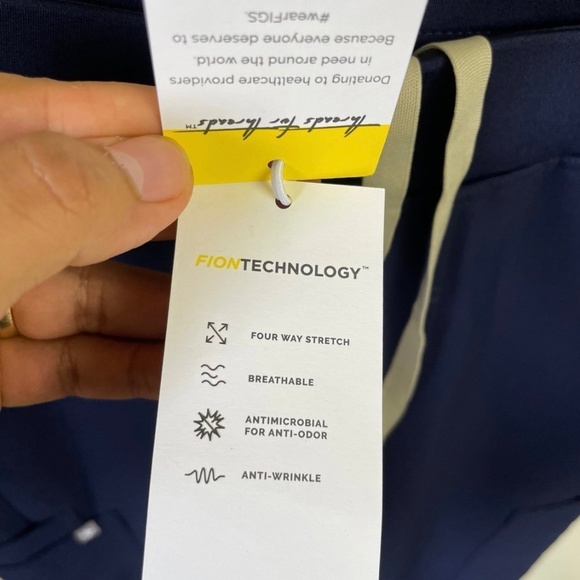 Threads for Threads™
Donating to healthcare providers
in need around the world.
Because everyone deserves to
#wearFIGS.
FIONTECHNOLOGY™
FOUR WAY STRETCH
BREATHABLE
ANTIMICROBIAL
FOR ANTI-ODOR
ANTI-WRINKLE